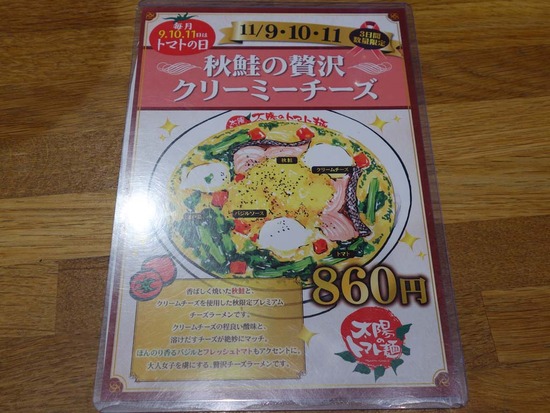 毎月
9.10.11日は
トマトの日
11/9・10・11
3日間
数量限定
秋鮭の贅沢
クリーミーチーズ
太陽のトマト麺
秋鮭
クリームチーズ
バジルソース
トマト
860円
香ばしく焼いた秋鮭と、
クリームチーズを使用した秋限定プレミアム
チーズラーメンです。
クリームチーズの程良い酸味と、
溶けだすチーズが絶妙にマッチ。
ほんのり香るバジルとフレッシュトマトもアクセントに、
大人女子を虜にする、贅沢チーズラーメンです。
太陽の
トマト麺